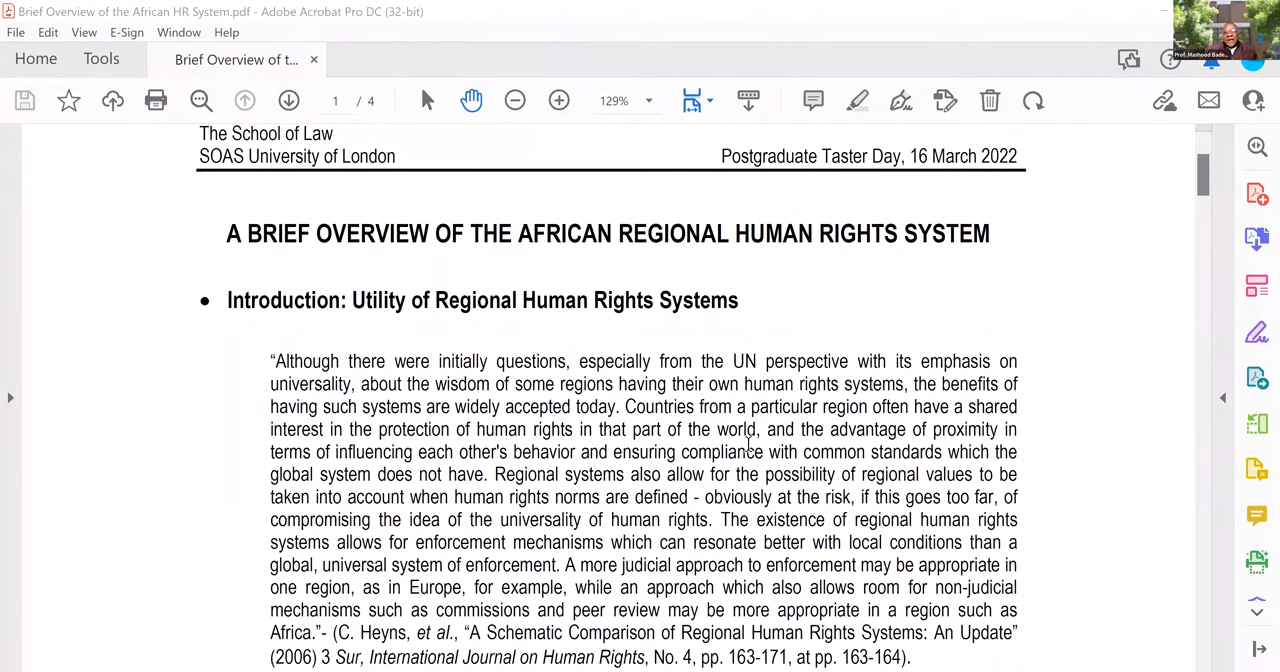 Brief Overview of the African HR System.pdf - Adobe Acrobat Pro DC (32-bit)
File Edit View E-Sign Window Help
Home Tools Brief Overview of t... ×
1 / 4 129%
Prof. Mashood Bade...
The School of Law
SOAS University of London Postgraduate Taster Day, 16 March 2022
A BRIEF OVERVIEW OF THE AFRICAN REGIONAL HUMAN RIGHTS SYSTEM
• Introduction: Utility of Regional Human Rights Systems
“Although there were initially questions, especially from the UN perspective with its emphasis on
universality, about the wisdom of some regions having their own human rights systems, the benefits of
having such systems are widely accepted today. Countries from a particular region often have a shared
interest in the protection of human rights in that part of the world, and the advantage of proximity in
terms of influencing each other's behavior and ensuring compliance with common standards which the
global system does not have. Regional systems also allow for the possibility of regional values to be
taken into account when human rights norms are defined - obviously at the risk, if this goes too far, of
compromising the idea of the universality of human rights. The existence of regional human rights
systems allows for enforcement mechanisms which can resonate better with local conditions than a
global, universal system of enforcement. A more judicial approach to enforcement may be appropriate in
one region, as in Europe, for example, while an approach which also allows room for non-judicial
mechanisms such as commissions and peer review may be more appropriate in a region such as
Africa.”- (C. Heyns, et al., “A Schematic Comparison of Regional Human Rights Systems: An Update”
(2006) 3 Sur, International Journal on Human Rights, No. 4, pp. 163-171, at pp. 163-164).